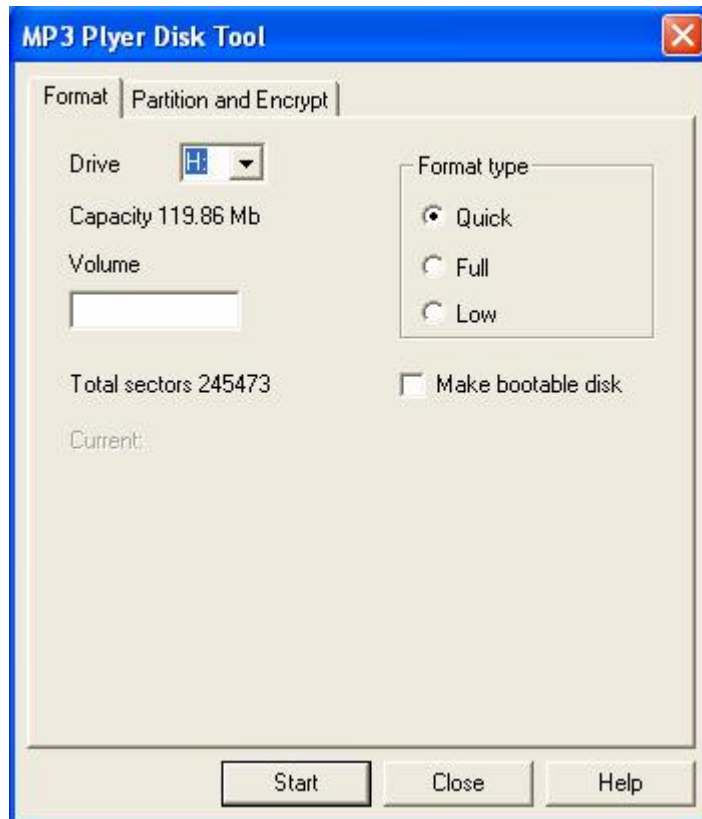 MP3 Plyer Disk Tool
Format
Partition and Encrypt
Drive H:
Format type
Capacity 119.86 Mb
Quick
Volume
Full
Low
Total sectors 245473
Make bootable disk
Current:
Start
Close
Help